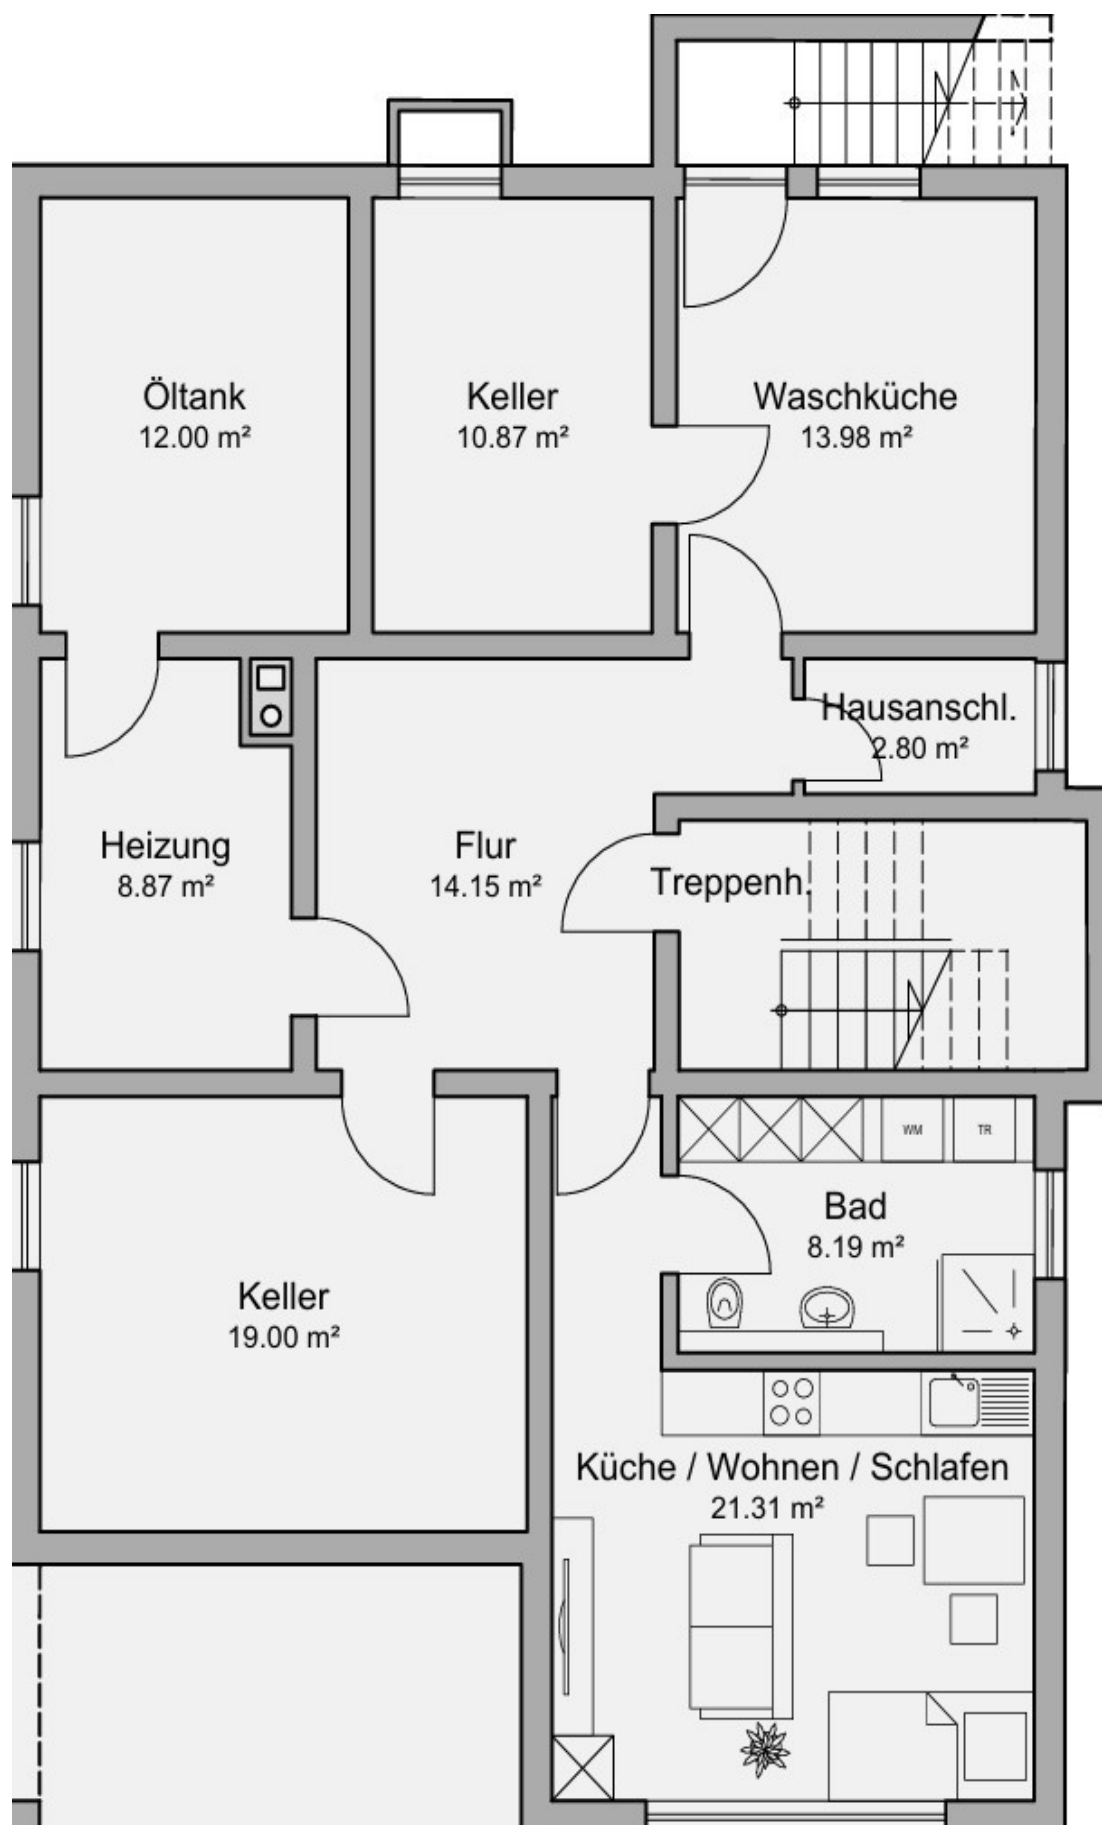 Öltank
12.00 m²
Keller
10.87 m²
Waschküche
13.98 m²
Hausanschl.
2.80 m²
Heizung
8.87 m²
Flur
14.15 m²
Treppenh.
WM
TR
Bad
8.19 m²
Keller
19.00 m²
Küche / Wohnen / Schlafen
21.31 m²